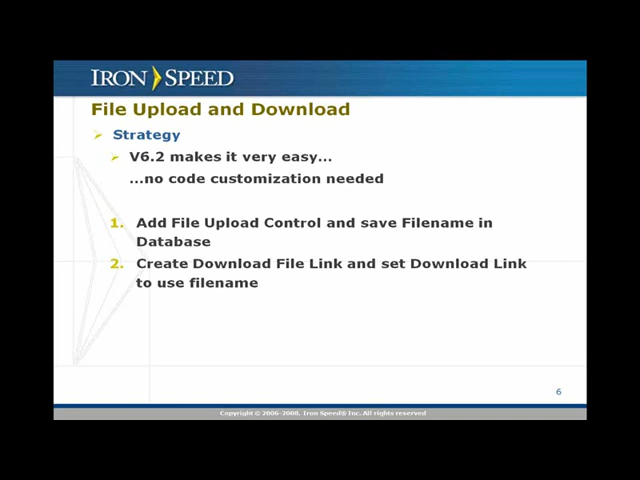 IRON SPEED
File Upload and Download
Strategy
V6.2 makes it very easy...
...no code customization needed
1. Add File Upload Control and save Filename in
Database
2. Create Download File Link and set Download Link
to use filename
6
Copyright © 2006-2008. Iron Speed® Inc. All rights reserved